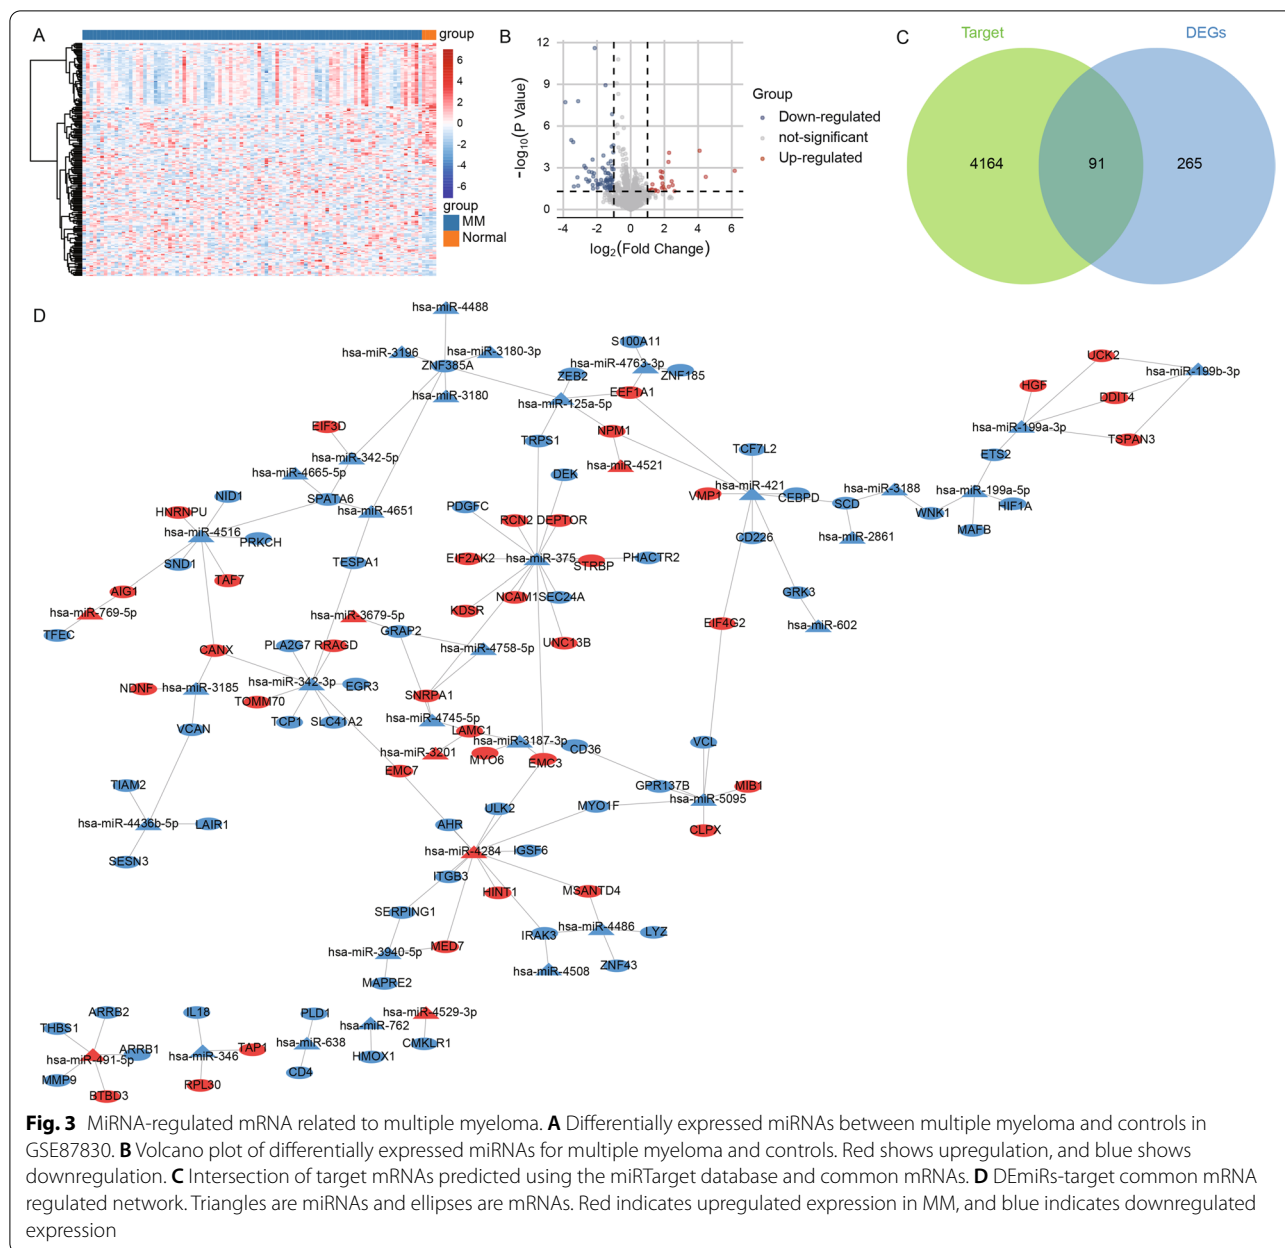 A
group
6
4
2
0
-2
-4
-6
group
MM
Normal
B
12
9
6
3
0
-4
-2
0
2
4
6
−log10(P Value)
log2(Fold Change)
Group
Down-regulated
not-significant
Up-regulated
C
Target
DEGs
4164
91
265
D
hsa-miR-4488
hsa-miR-3196
hsa-miR-3180-3p
ZNF385A
hsa-miR-3180
S100A11
hsa-miR-4763-3p
ZEB2
ZNF185
EEF1A1
hsa-miR-125a-5p
UCK2
hsa-miR-199b-3p
HGF
DDIT4
hsa-miR-199a-3p
TSPAN3
EIF3D
hsa-miR-342-5p
hsa-miR-4665-5p
NPM1
TRPS1
hsa-miR-4521
TCF7L2
ETS2
DEK
hsa-miR-421
VMP1
CEBPD
hsa-miR-3188
hsa-miR-199a-5p
NID1
SPATA6
hsa-miR-4651
PDGFC
SCD
HIF1A
HNRNPU
hsa-miR-4516
PRKCH
RCN2
DEPTOR
WNK1
MAFB
CD226
hsa-miR-2861
SND1
TESPA1
EIF2AK2
hsa-miR-375
STRBP
PHACTR2
TAF7
AIG1
NCAM1
SEC24A
GRK3
hsa-miR-769-5p
hsa-miR-3679-5p
KDSR
TFEC
GRAP2
EIF4G2
hsa-miR-602
CANX
PLA2G7
RRAGD
hsa-miR-4758-5p
UNC13B
NDNF
hsa-miR-3185
hsa-miR-342-3p
EGR3
TOMM70
SNRPA1
VCAN
TCP1
SLC41A2
hsa-miR-4745-5p
LAMC1
hsa-miR-3187-3p
CD36
VCL
hsa-miR-3201
MYO6
EMC3
EMC7
TIAM2
GPR137B
MIB1
hsa-miR-5095
ULK2
MYO1F
hsa-miR-4436b-5p
LAIR1
AHR
CLPX
SESN3
hsa-miR-4284
IGSF6
ITGB3
HINT1
MSANTD4
SERPING1
IRAK3
hsa-miR-4486
LYZ
hsa-miR-3940-5p
MED7
hsa-miR-4508
ZNF43
MAPRE2
ARRB2
IL18
PLD1
hsa-miR-4529-3p
THBS1
hsa-miR-762
ARRB1
hsa-miR-491-5p
hsa-miR-346
TAP1
hsa-miR-638
HMOX1
CMKLR1
MMP9
BTBD3
RPL30
CD4
Fig. 3 MiRNA-regulated mRNA related to multiple myeloma. A Differentially expressed miRNAs between multiple myeloma and controls in
GSE87830. B Volcano plot of differentially expressed miRNAs for multiple myeloma and controls. Red shows upregulation, and blue shows
downregulation. C Intersection of target mRNAs predicted using the miRTarget database and common mRNAs. D DEmiRs-target common mRNA
regulated network. Triangles are miRNAs and ellipses are mRNAs. Red indicates upregulated expression in MM, and blue indicates downregulated
expression